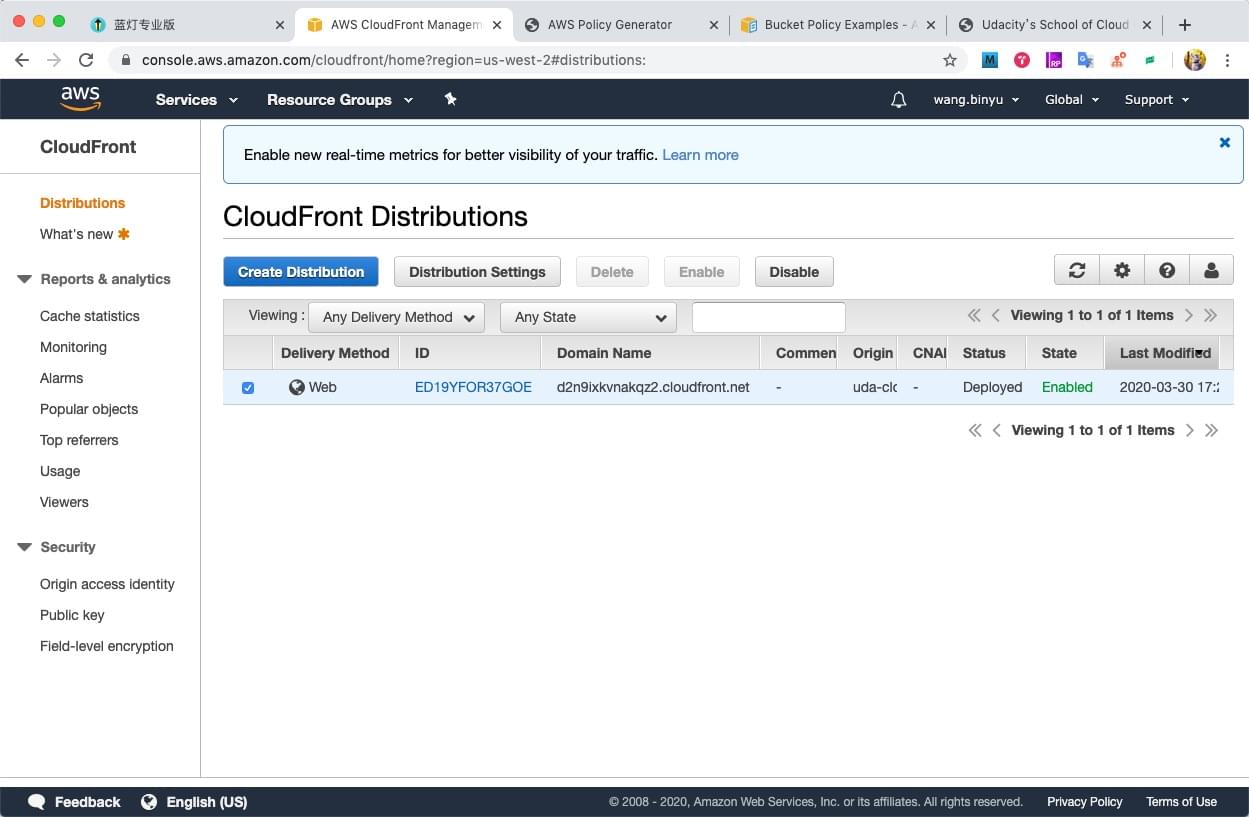 蓝灯专业版
AWS CloudFront Managem
AWS Policy Generator
Bucket Policy Examples - A
Udacity's School of Cloud
console.aws.amazon.com/cloudfront/home?region=us-west-2#distributions:
aws
Services
Resource Groups
wang.binyu
Global
Support
CloudFront
Distributions
What's new
Reports & analytics
Cache statistics
Monitoring
Alarms
Popular objects
Top referrers
Usage
Viewers
Security
Origin access identity
Public key
Field-level encryption
Enable new real-time metrics for better visibility of your traffic. Learn more
CloudFront Distributions
Create Distribution
Distribution Settings
Delete
Enable
Disable
Viewing :
Any Delivery Method
Any State
Viewing 1 to 1 of 1 Items
Delivery Method ID Domain Name Commen Origin CNAI Status State Last Modified
Web ED19YFOR37GOE d2n9ixkvnakqz2.cloudfront.net - uda-clc - Deployed Enabled 2020-03-30 17:2
Viewing 1 to 1 of 1 Items
Feedback
English (US)
© 2008 - 2020, Amazon Web Services, Inc. or its affiliates. All rights reserved.
Privacy Policy
Terms of Use